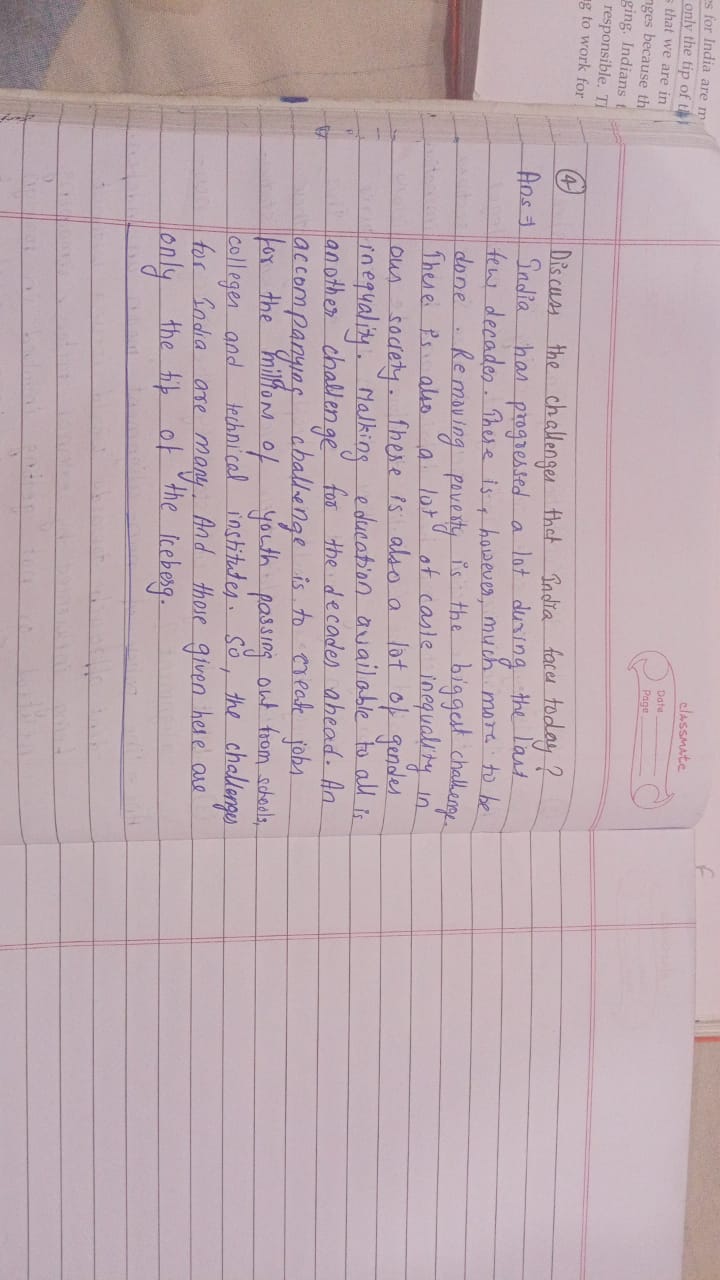 es for India are m
only the tip of t
s that we are in
nges because th
ging. Indians t
responsible. T
g to work for
classmate
Date
Page
4
Discuss the challenges that India faces today?
Ans ⇒ India has progressed a lot during the last
few decades. There is, however, much more to be
done. Removing poverty is the biggest challenge.
There is also a lot of caste inequality in
our society. There is also a lot of gender
inequality. Making education available to all is
another challenge for the decades ahead. An
accompanying challenge is to create jobs
for the millions of youth passing out from schools,
colleges and technical institutes. So, the challenges
for India are many. And those given here are
only the tip of the iceberg.